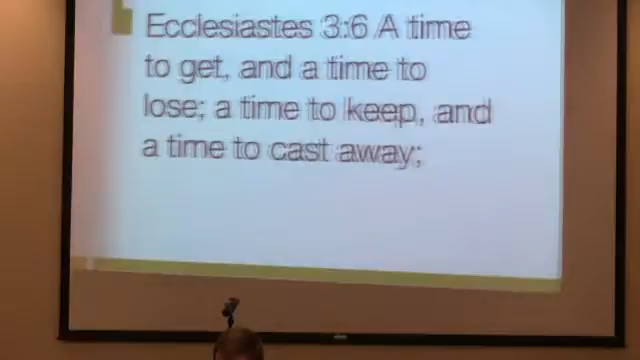 Ecclesiastes 3:6 A time
to get, and a time to
lose; a time to keep, and
a time to cast away;